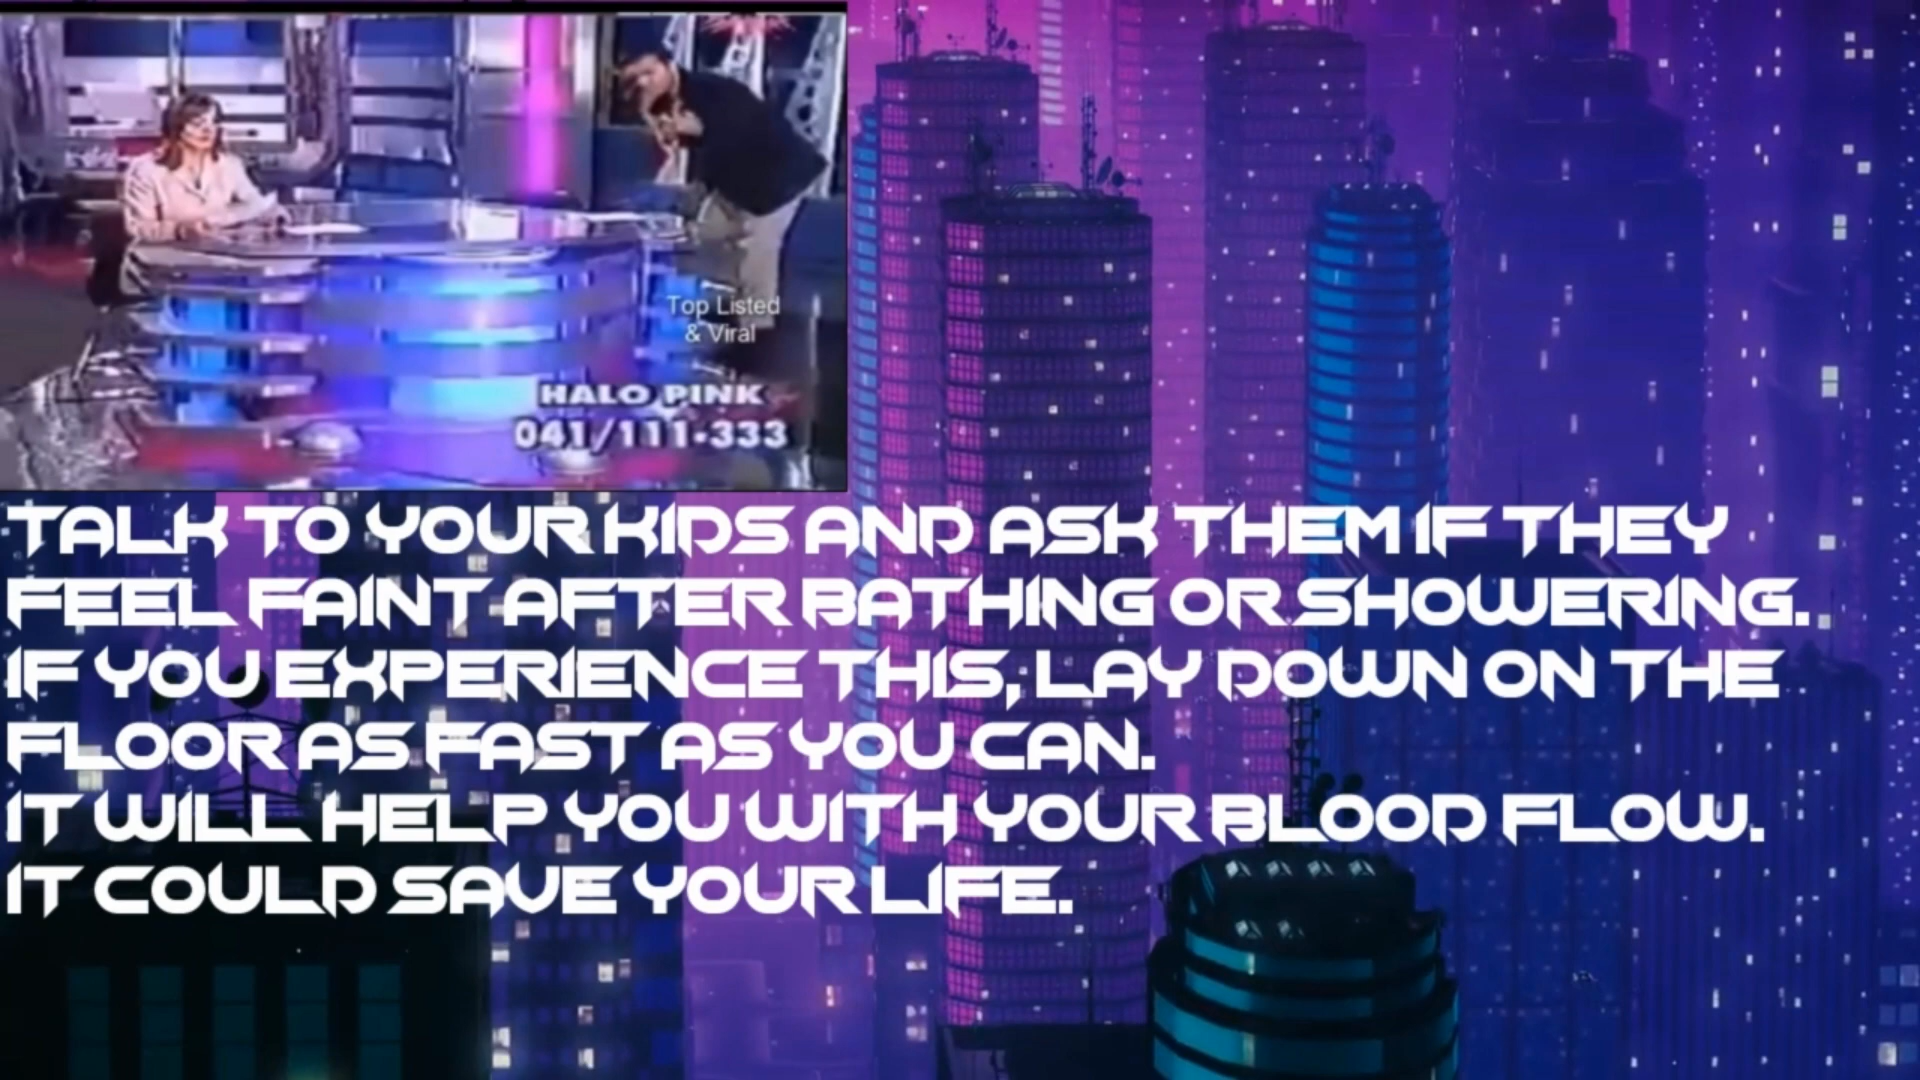 Top Listed
& Viral
HALO PINK
041/111-333
TALK TO YOUR KIDS AND ASK THEM IF THEY
FEEL FAINT AFTER BATHING OR SHOWERING.
IF YOU EXPERIENCE THIS, LAY DOWN ON THE
FLOOR AS FAST AS YOU CAN.
IT WILL HELP YOU WITH YOUR BLOOD FLOW.
IT COULD SAVE YOUR LIFE.